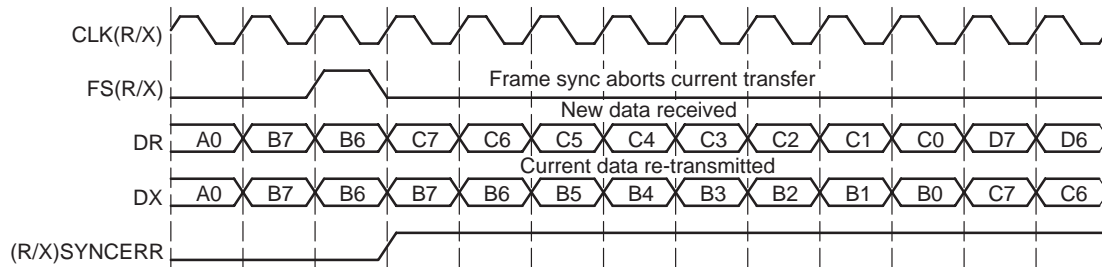 CLK(R/X)
FS(R/X)
Frame sync aborts current transfer
New data received
DR A0 B7 B6 C7 C6 C5 C4 C3 C2 C1 C0 D7 D6
Current data re-transmitted
DX A0 B7 B6 B7 B6 B5 B4 B3 B2 B1 B0 C7 C6
(R/X)SYNCERR